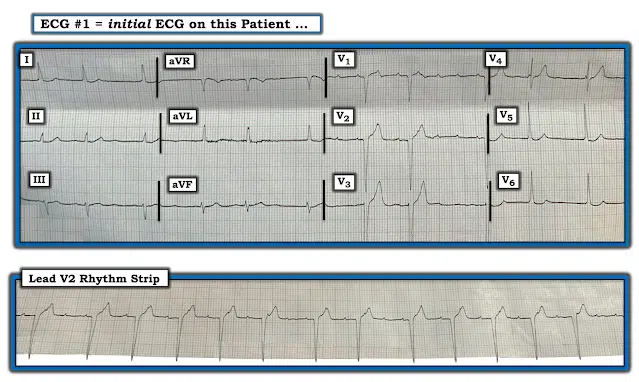 ECG #1 = initial ECG on this Patient ...
I
aVR
V1
V4
II
aVL
V2
V5
III
aVF
V3
V6
Lead V2 Rhythm Strip